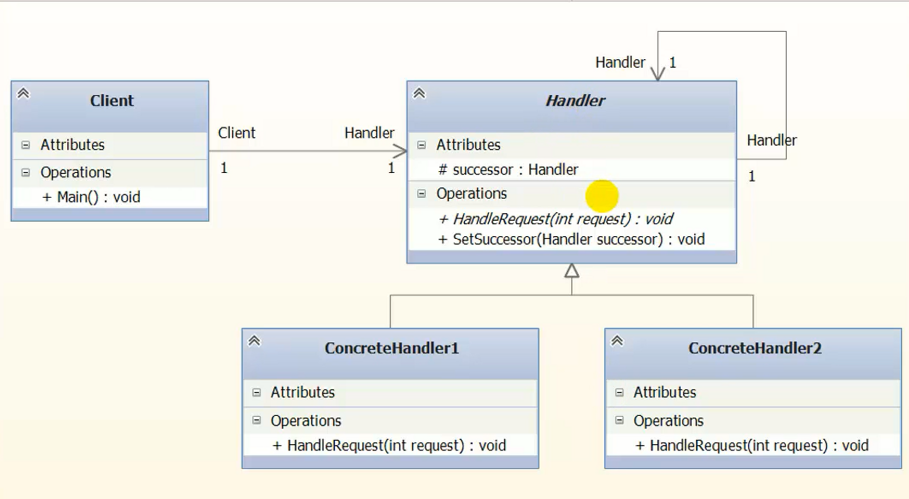 Client
Attributes
Operations
+ Main() : void
Client
Handler
1
1
Handler
1
Handler
1
Handler
Attributes
# successor : Handler
Operations
+ HandleRequest(int request) : void
+ SetSuccessor(Handler successor) : void
ConcreteHandler1
Attributes
Operations
+ HandleRequest(int request) : void
ConcreteHandler2
Attributes
Operations
+ HandleRequest(int request) : void